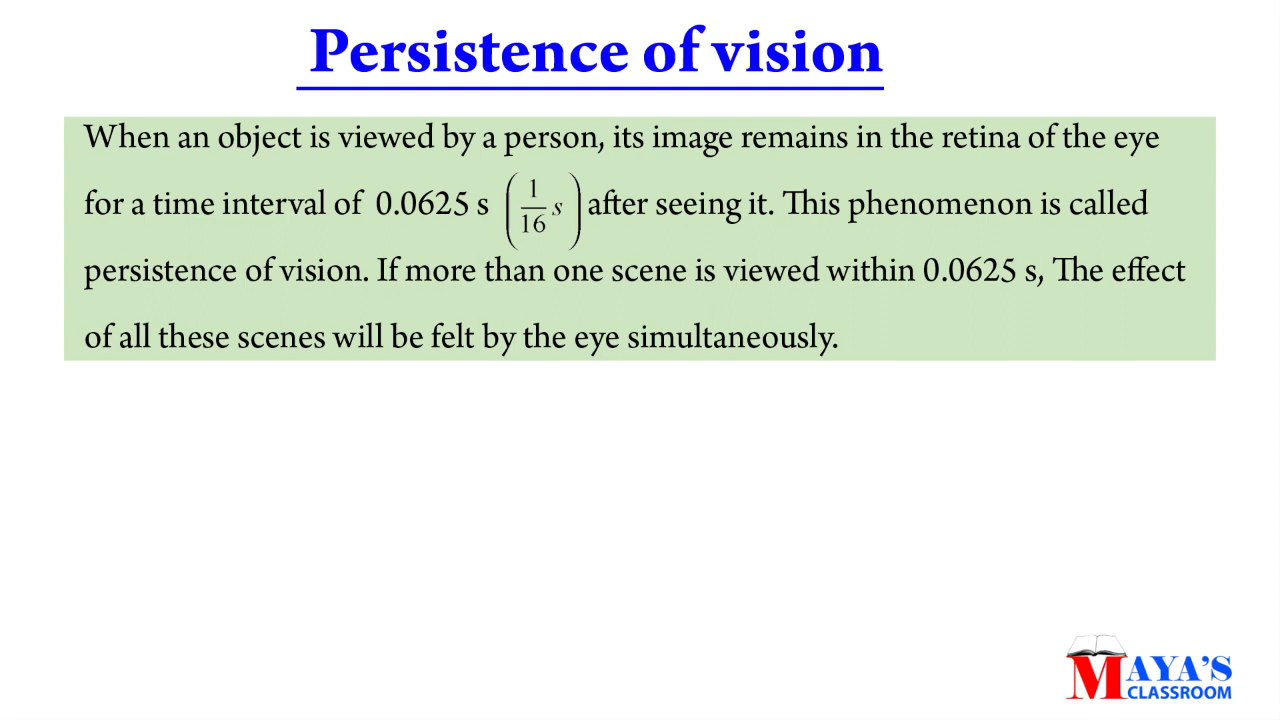 Persistence of vision
When an object is viewed by a person, its image remains in the retina of the eye
for a time interval of 0.0625 s (1/16 s) after seeing it. This phenomenon is called
persistence of vision. If more than one scene is viewed within 0.0625 s, The effect
of all these scenes will be felt by the eye simultaneously.
MAYA'S
CLASSROOM